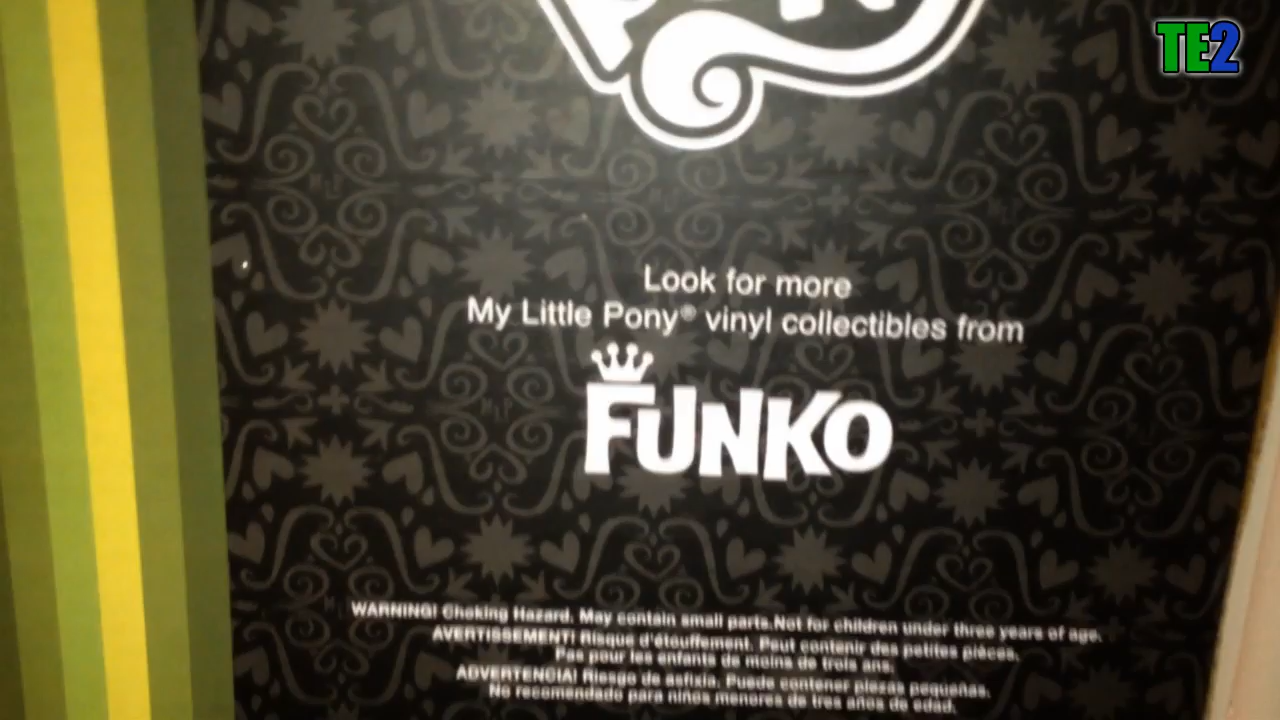 TE2
Look for more
My Little Pony® vinyl collectibles from
FUNKO
WARNING! Choking Hazard. May contain small parts.Not for children under three years of age.
AVERTISSEMENT! Risque d'étouffement. Peut contenir des petites pièces.
Pas pour les enfants de moins de trois ans.
ADVERTENCIA! Riesgo de asfixia. Puede contener piezas pequeñas.
No recomendado para niños menores de tres años de edad.